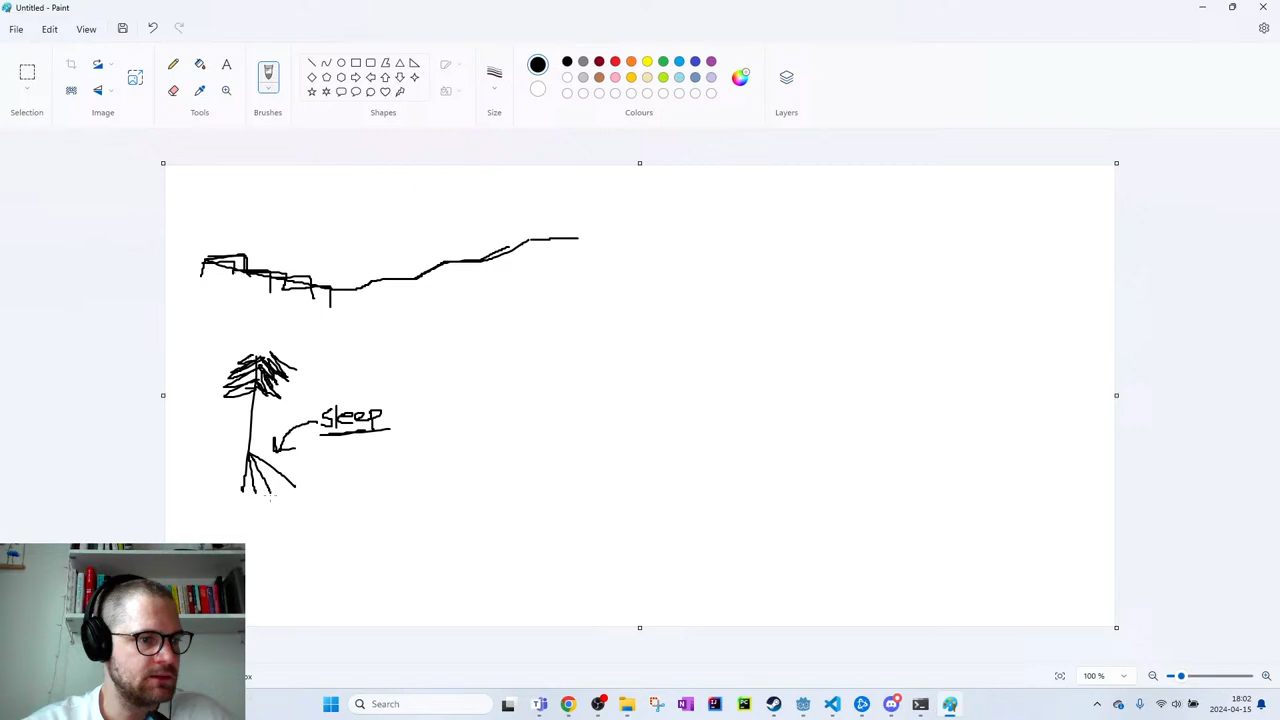 Untitled - Paint
File
Edit
View
Selection
Image
Tools
Brushes
Shapes
Size
Colours
Layers
sleep
100 %
Search
18:02
2024-04-15